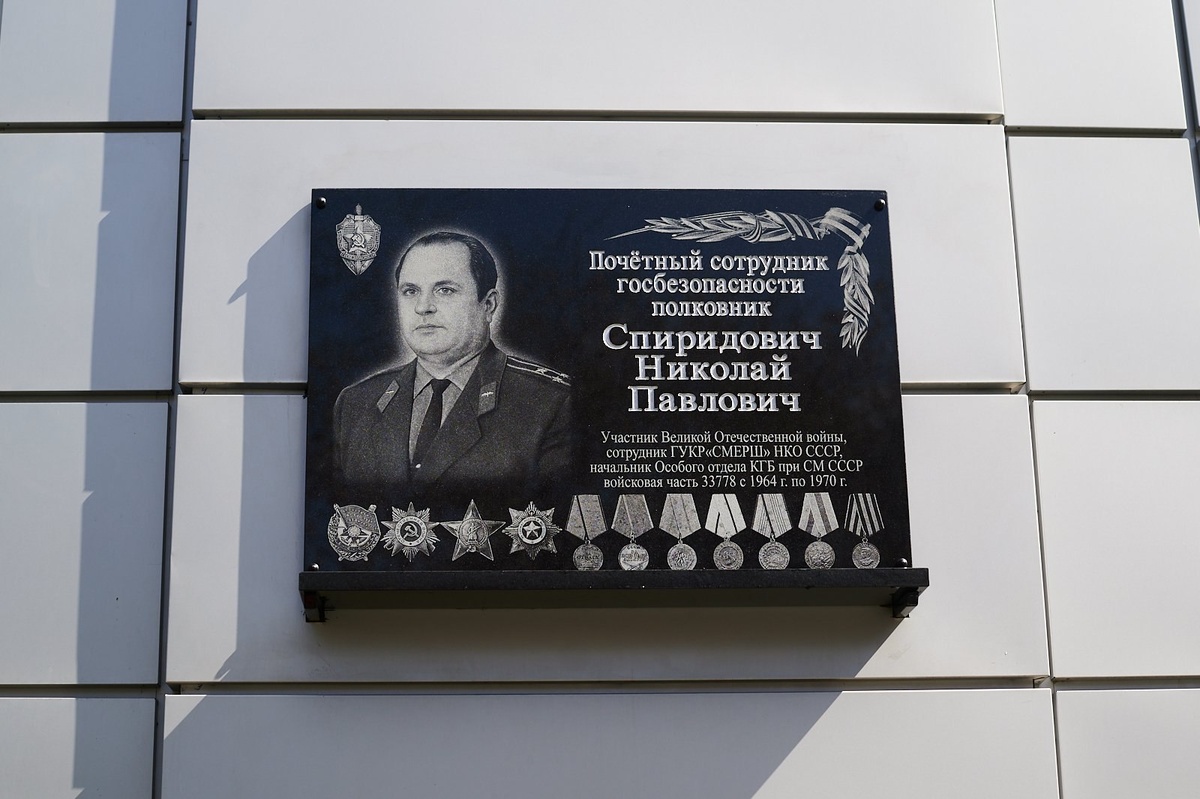 Почётный сотрудник
госбезопасности
полковник
Спиридович
Николай
Павлович
Участник Великой Отечественной войны,
сотрудник ГУКР«СМЕРШ» НКО СССР,
начальник Особого отдела КГБ при СМ СССР
войсковая часть 33778 с 1964 г. по 1970 г.